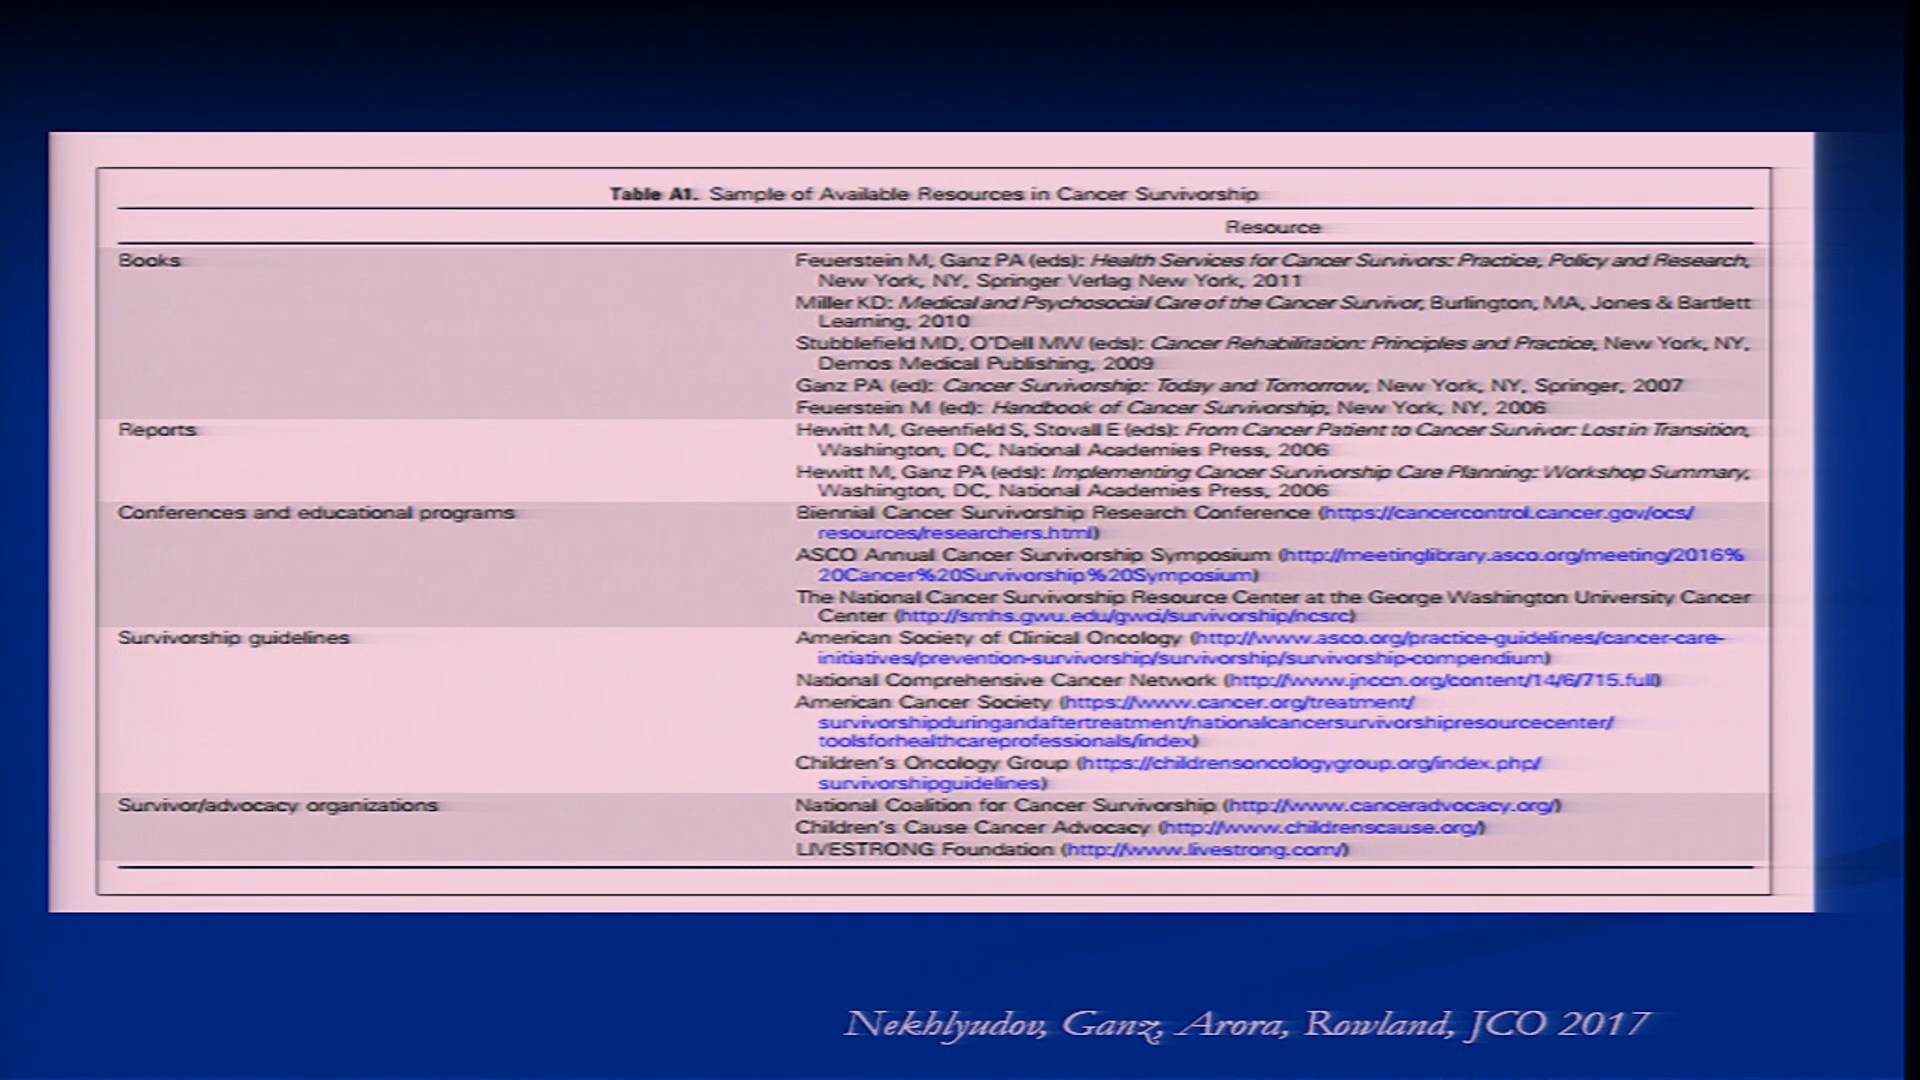 Table A1. Sample of Available Resources in Cancer Survivorship
Resource
Books
Feuerstein M, Ganz PA (eds): Health Services for Cancer Survivors: Practice, Policy and Research,
New York, NY, Springer Verlag New York, 2011
Miller KD: Medical and Psychosocial Care of the Cancer Survivor, Burlington, MA, Jones & Bartlett
Learning, 2010
Stubblefield MD, O'Dell MW (eds): Cancer Rehabilitation: Principles and Practice, New York, NY,
Demos Medical Publishing, 2009
Ganz PA (ed): Cancer Survivorship: Today and Tomorrow, New York, NY, Springer, 2007
Feuerstein M (ed): Handbook of Cancer Survivorship, New York, NY, 2006
Reports
Hewitt M, Greenfield S, Stovall E (eds): From Cancer Patient to Cancer Survivor: Lost in Transition,
Washington, DC, National Academies Press, 2006
Hewitt M, Ganz PA (eds): Implementing Cancer Survivorship Care Planning: Workshop Summary,
Washington, DC, National Academies Press, 2006
Conferences and educational programs
Biennial Cancer Survivorship Research Conference (https://cancercontrol.cancer.gov/ocs/
resources/researchers.html)
ASCO Annual Cancer Survivorship Symposium (http://meetinglibrary.asco.org/meeting/2016%
20Cancer%20Survivorship%20Symposium)
The National Cancer Survivorship Resource Center at the George Washington University Cancer
Center (http://smhs.gwu.edu/gwci/survivorship/ncsrc)
Survivorship guidelines
American Society of Clinical Oncology (http://www.asco.org/practice-guidelines/cancer-care-
initiatives/prevention-survivorship/survivorship/survivorship-compendium)
National Comprehensive Cancer Network (http://www.jnccn.org/content/14/6/715.full)
American Cancer Society (https://www.cancer.org/treatment/
survivorshipduringandaftertreatment/nationalcancersurvivorshipresourcecenter/
toolsforhealthcareprofessionals/index)
Children's Oncology Group (https://childrensoncologygroup.org/index.php/
survivorshipguidelines)
Survivor/advocacy organizations
National Coalition for Cancer Survivorship (http://www.canceradvocacy.org/)
Children's Cause Cancer Advocacy (http://www.childrenscause.org/)
LIVESTRONG Foundation (http://www.livestrong.com/)
Nekhlyudov, Ganz, Arora, Rowland, JCO 2017